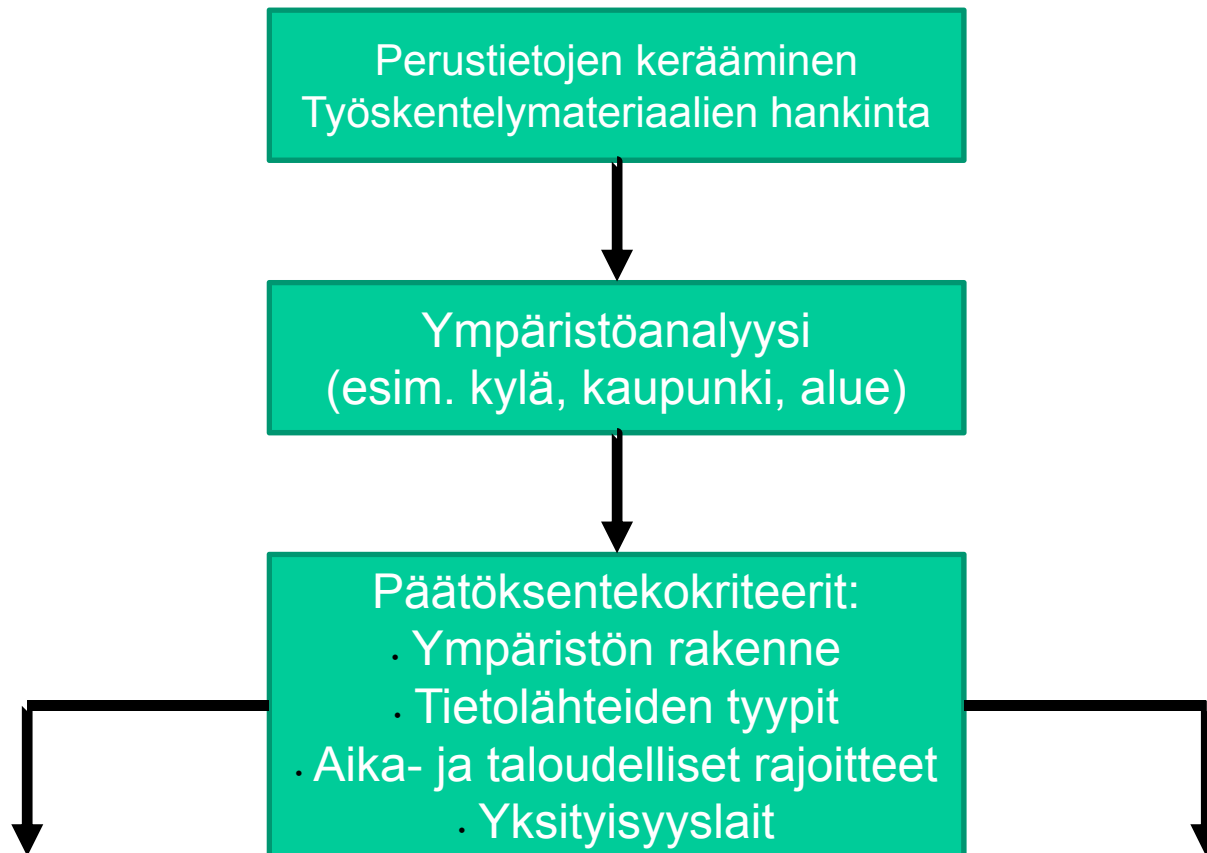 Perustietojen kerääminen
Työskentelymateriaalien hankinta
Ympäristöanalyysi
(esim. kylä, kaupunki, alue)
Päätöksentekokriteerit:
· Ympäristön rakenne
· Tietolähteiden tyypit
· Aika- ja taloudelliset rajoitteet
· Yksityisyyslait